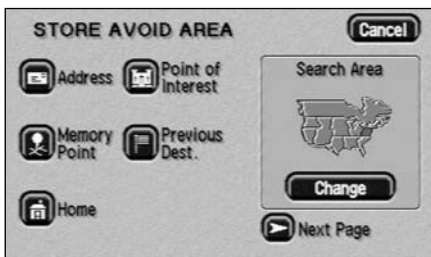 STORE AVOID AREA
Cancel
Address
Point of
Interest
Search Area
Memory
Point
Previous
Dest.
Change
Home
Next Page